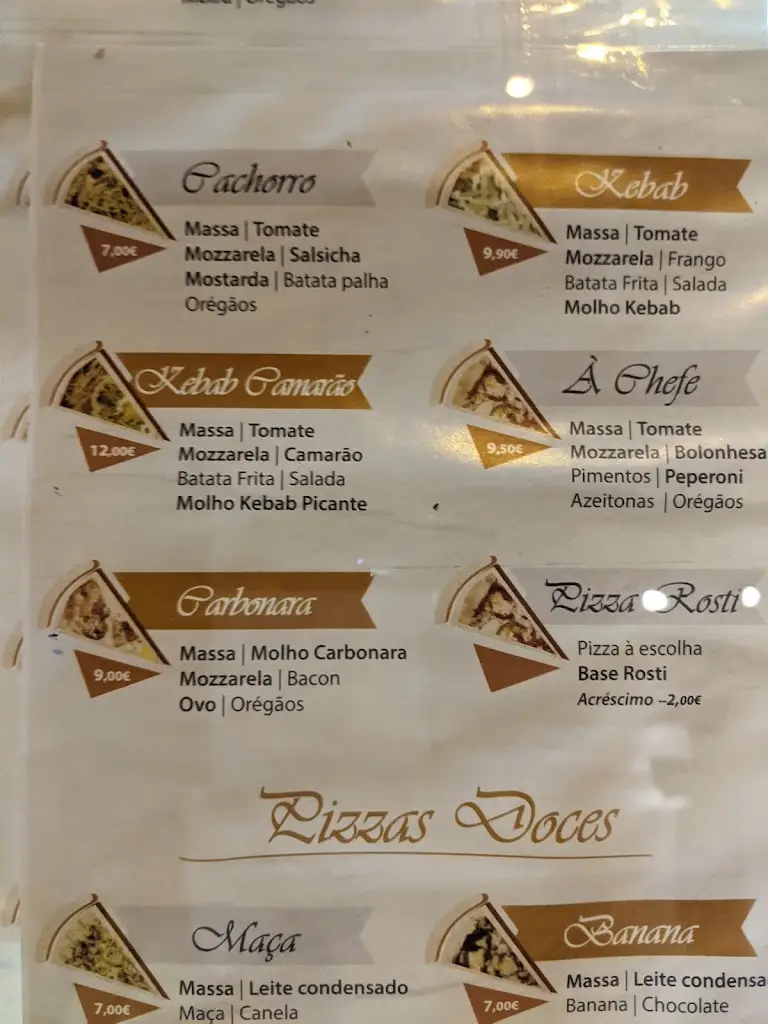 Orégãos
Cachorro
7,00€
Massa | Tomate
Mozzarela | Salsicha
Mostarda | Batata palha
Orégãos
Kebab
9,90€
Massa | Tomate
Mozzarela | Frango
Batata Frita | Salada
Molho Kebab
Kebab Camarão
12,00€
Massa | Tomate
Mozzarela | Camarão
Batata Frita | Salada
Molho Kebab Picante
À Chefe
9,50€
Massa | Tomate
Mozzarela | Bolonhesa
Pimentos | Peperoni
Azeitonas | Orégãos
Carbonara
9,00€
Massa | Molho Carbonara
Mozzarela | Bacon
Ovo | Orégãos
Pizza Rosti
Pizza à escolha
Base Rosti
Acréscimo –2,00€
Pizzas Doces
Maça
7,00€
Massa | Leite condensado
Maça | Canela
Banana
7,00€
Massa | Leite condensa
Banana | Chocolate